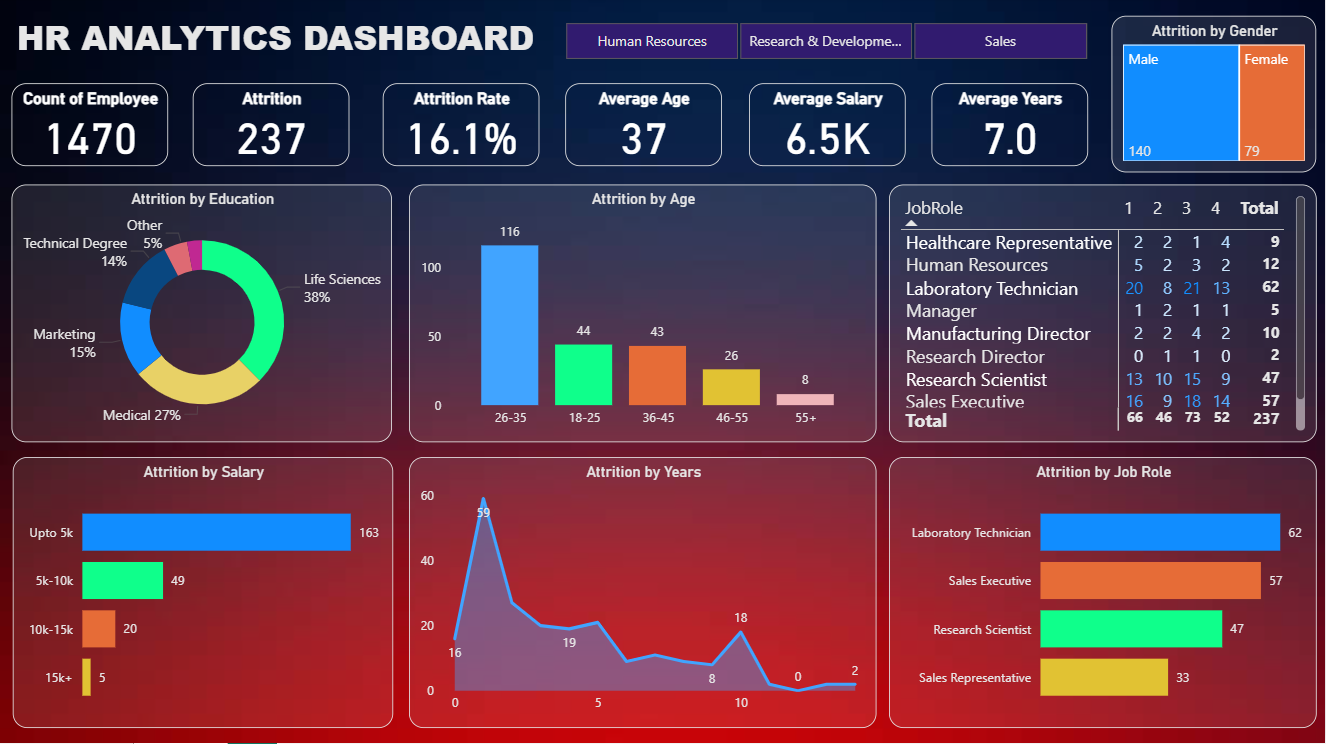 HR ANALYTICS DASHBOARD
Human Resources
Research & Developme...
Sales
Attrition by Gender
Male
Female
140
79
Count of Employee
1470
Attrition
237
Attrition Rate
16.1%
Average Age
37
Average Salary
6.5K
Average Years
7.0
Attrition by Education
Other
5%
Technical Degree
14%
Life Sciences
38%
Marketing
15%
Medical 27%
Attrition by Age
116
100
44
43
50
26
8
0
26-35 18-25 36-45 46-55 55+
JobRole 1 2 3 4 Total
Healthcare Representative 2 2 1 4 9
Human Resources 5 2 3 2 12
Laboratory Technician 20 8 21 13 62
Manager 1 2 1 1 5
Manufacturing Director 2 2 4 2 10
Research Director 0 1 1 0 2
Research Scientist 13 10 15 9 47
Sales Executive 16 9 18 14 57
Total 66 46 73 52 237
Attrition by Salary
Upto 5k 163
5k-10k 49
10k-15k 20
15k+ 5
Attrition by Years
60
59
40
20
18
16
19
8
0
2
0
0 5 10
Attrition by Job Role
Laboratory Technician 62
Sales Executive 57
Research Scientist 47
Sales Representative 33